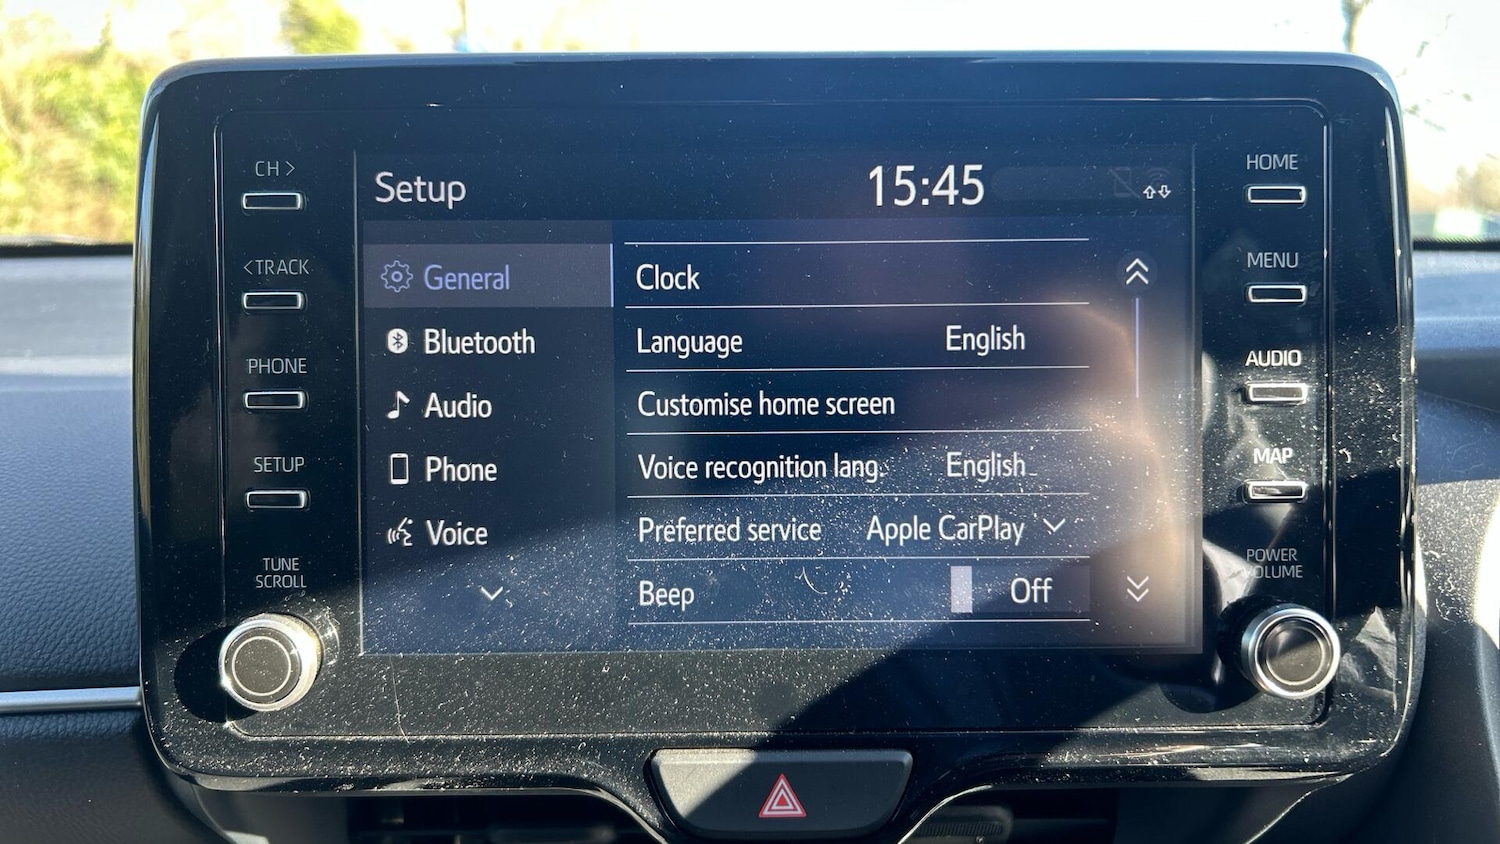 CH >
<TRACK
PHONE
SETUP
TUNE
SCROLL
Setup
15:45
General
Bluetooth
Audio
Phone
Voice
Clock
Language English
Customise home screen
Voice recognition lang. English
Preferred service Apple CarPlay
Beep Off
HOME
MENU
AUDIO
MAP
POWER
VOLUME